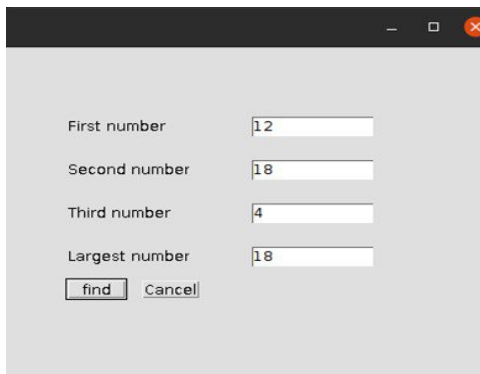 First number 12
Second number 18
Third number 4
Largest number 18
find Cancel